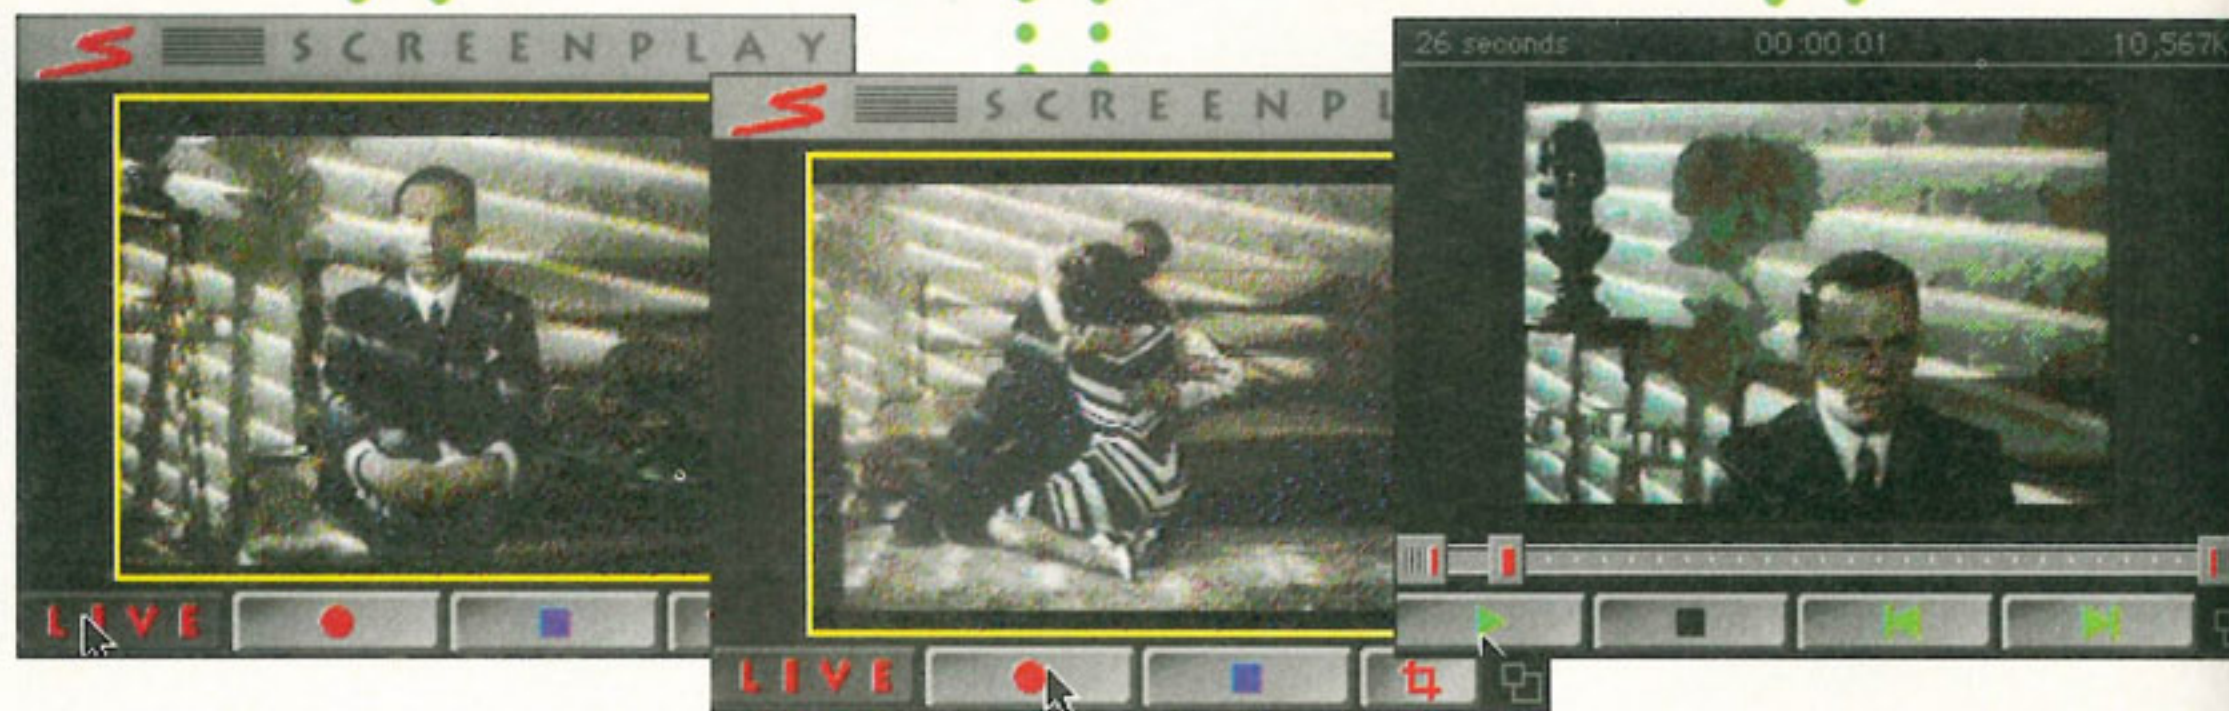 SCREENPLAY
LIVE
SCREENPL
LIVE
26 seconds 00:00:01 10,567K